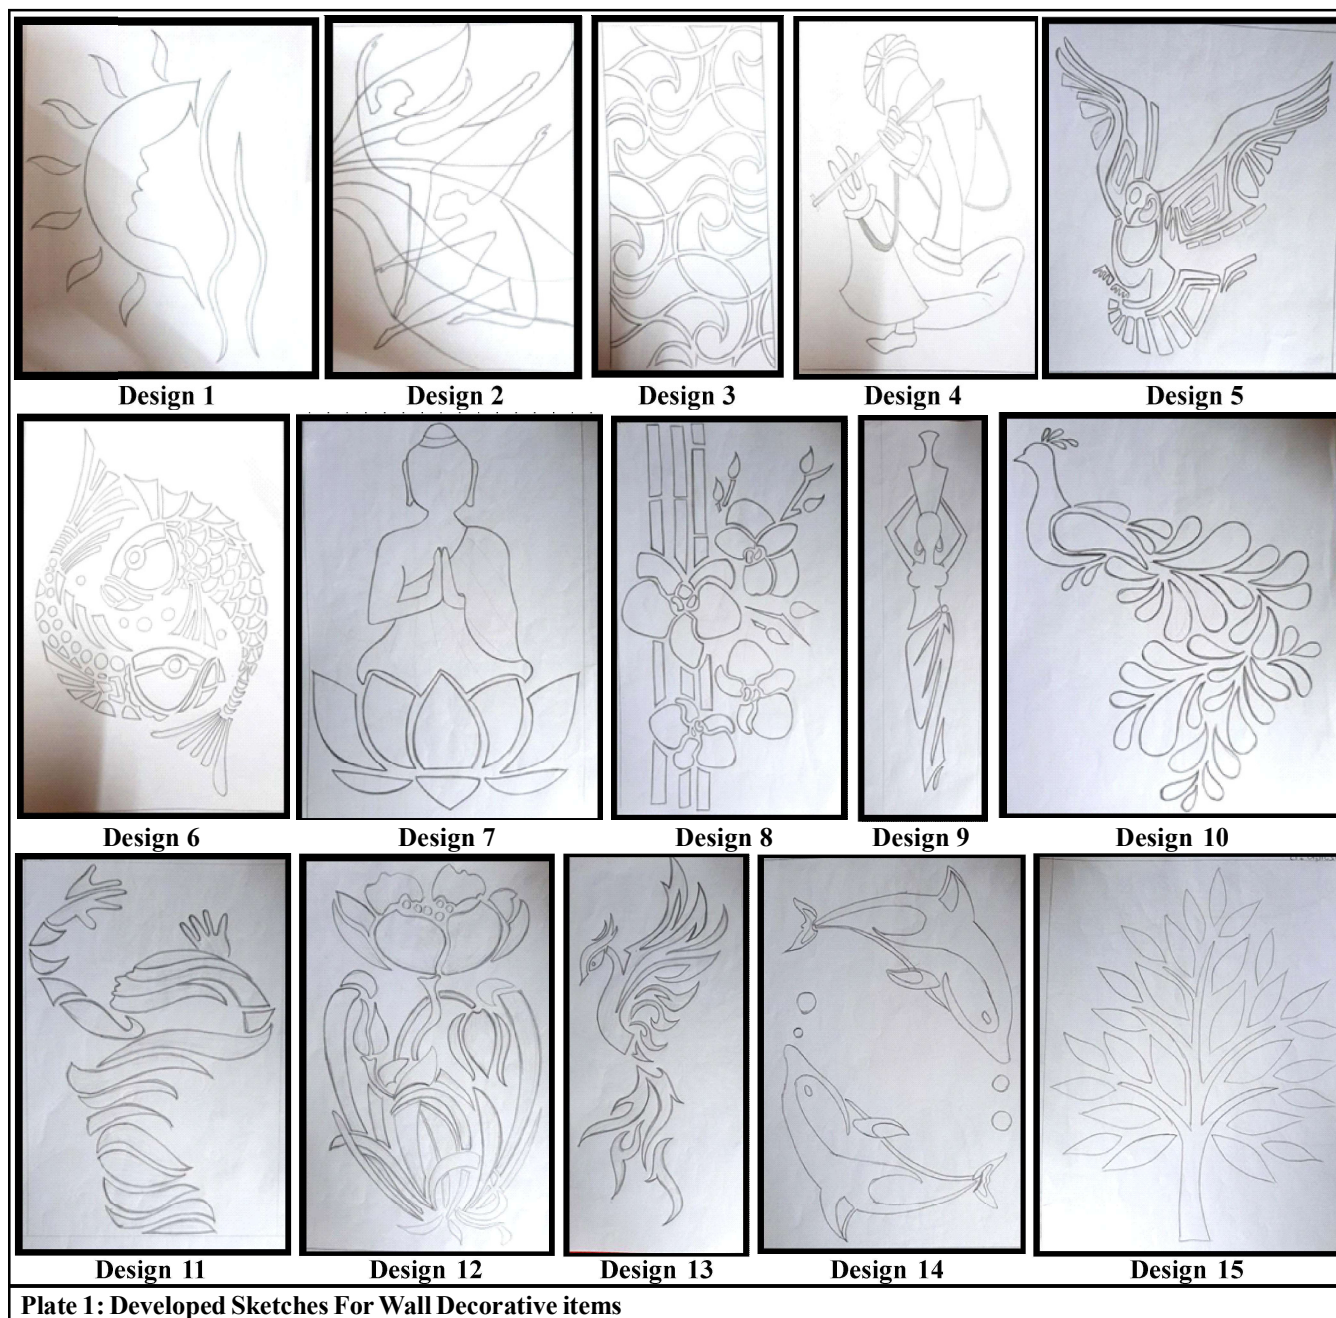 Design 1
Design 2
Design 3
Design 4
Design 5
Design 6
Design 7
Design 8
Design 9
Design 10
Design 11
Design 12
Design 13
Design 14
Design 15
Plate 1: Developed Sketches For Wall Decorative items